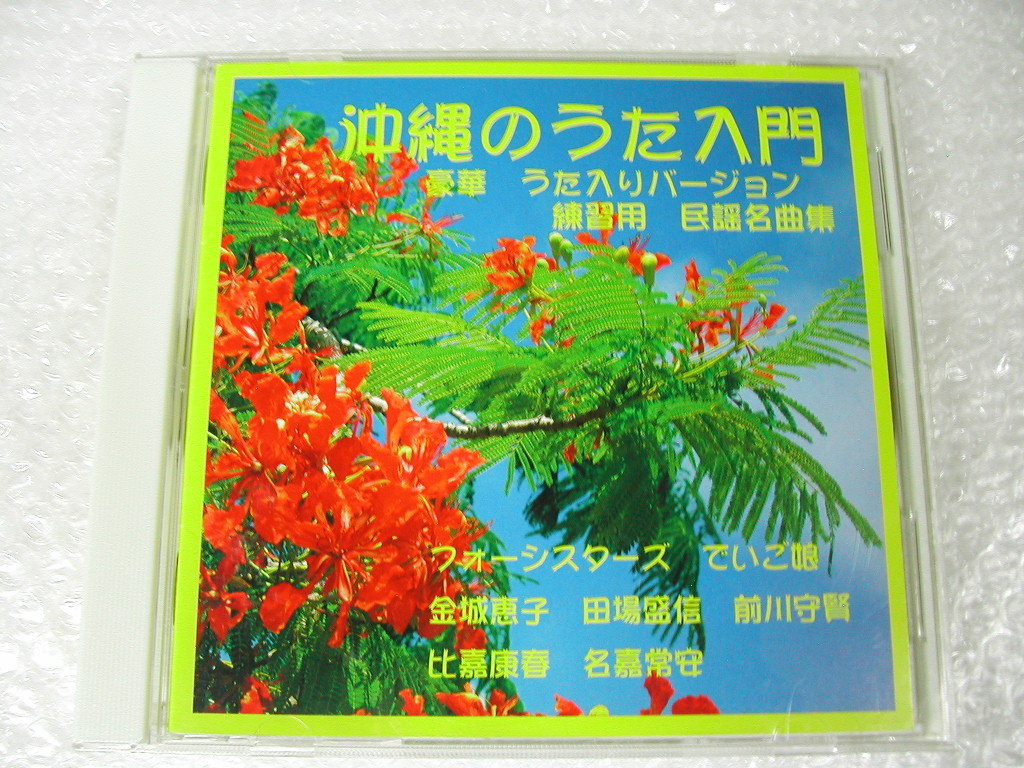 沖縄のうた入門
豪華　うた入りバージョン
練習用　民謡名曲集
フォーシスターズ　でいご娘
金城恵子　田場盛信　前川守賢
比嘉康春　名嘉常安